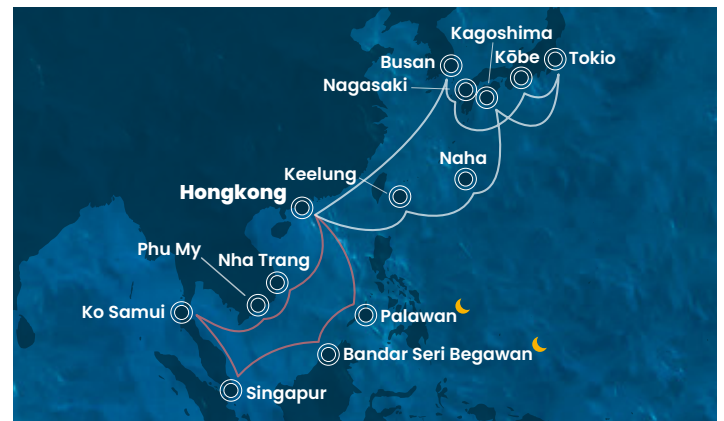 Kagoshima
Busan
Kōbe
Tokio
Nagasaki
Keelung
Naha
Hongkong
Phu My
Nha Trang
Ko Samui
Palawan
Bandar Seri Begawan
Singapur